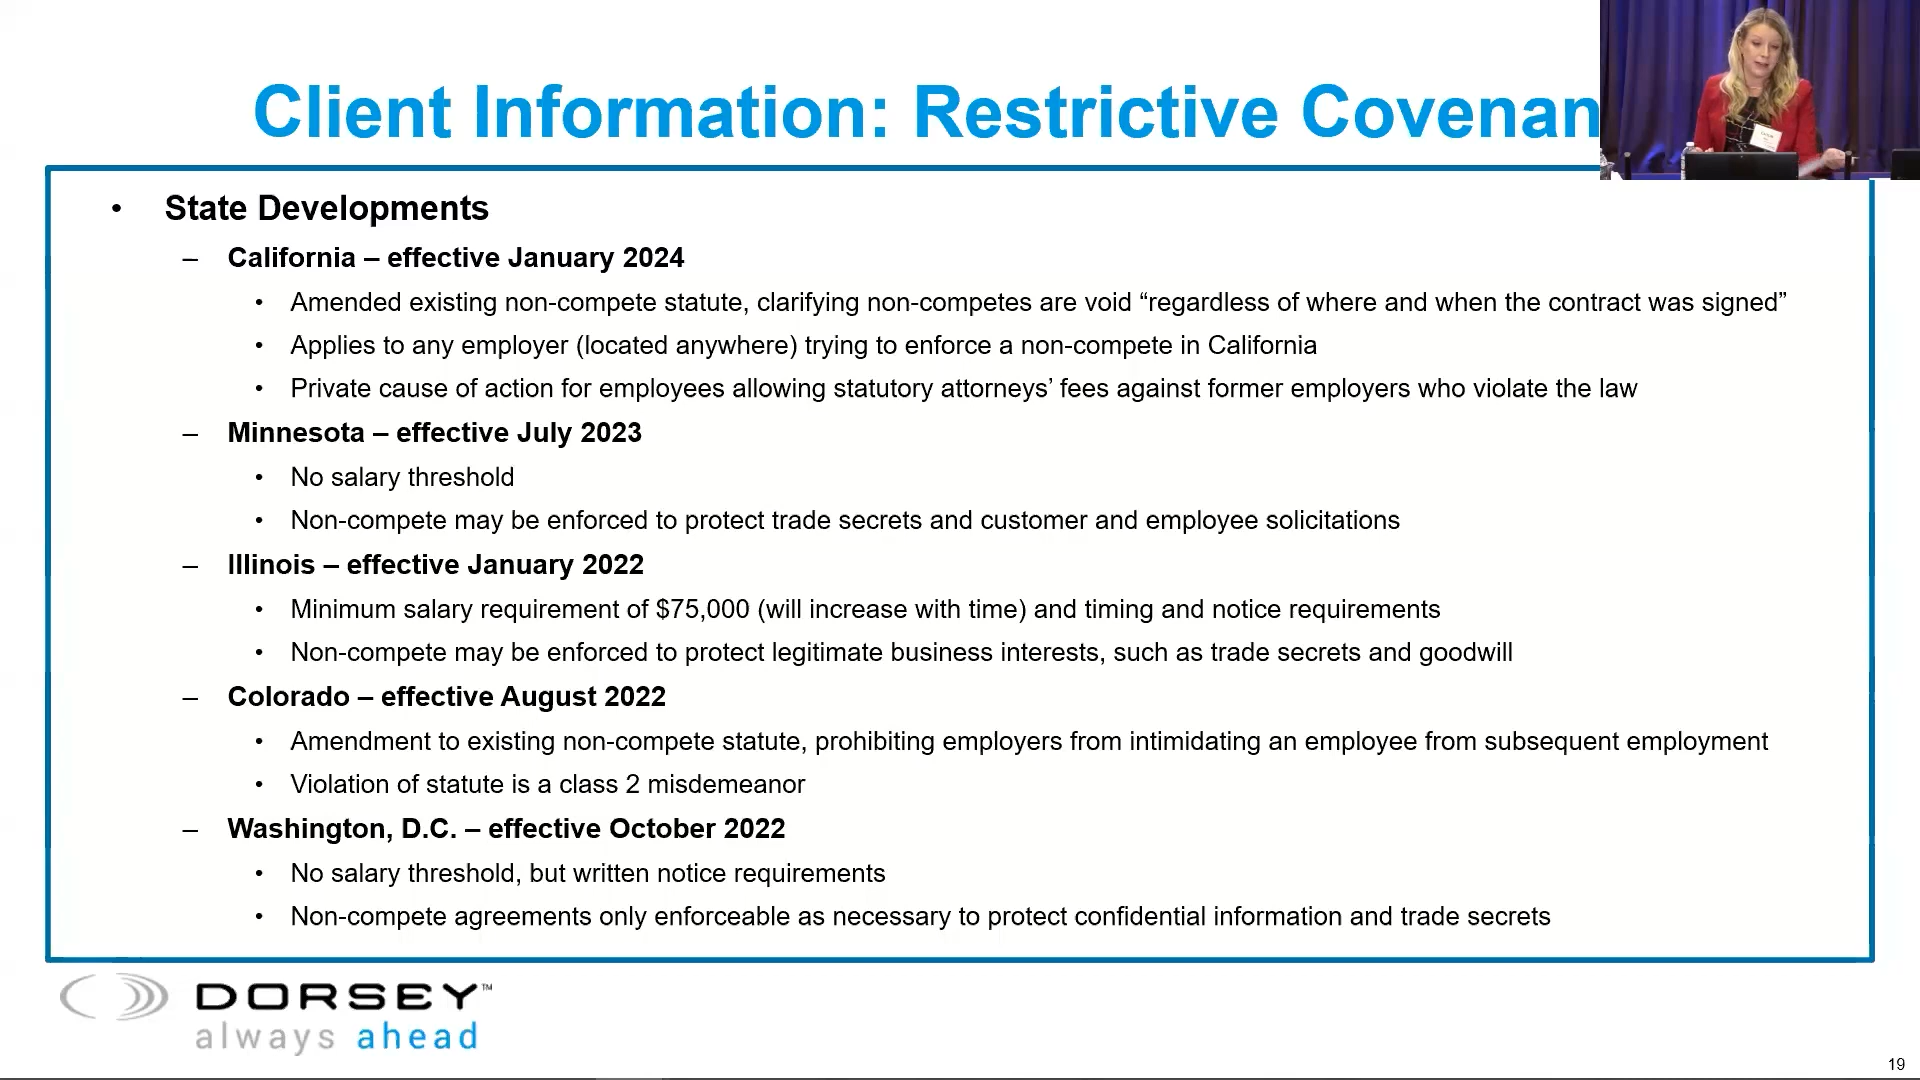 Client Information: Restrictive Covenan
• State Developments
– California – effective January 2024
• Amended existing non-compete statute, clarifying non-competes are void “regardless of where and when the contract was signed”
• Applies to any employer (located anywhere) trying to enforce a non-compete in California
• Private cause of action for employees allowing statutory attorneys’ fees against former employers who violate the law
– Minnesota – effective July 2023
• No salary threshold
• Non-compete may be enforced to protect trade secrets and customer and employee solicitations
– Illinois – effective January 2022
• Minimum salary requirement of $75,000 (will increase with time) and timing and notice requirements
• Non-compete may be enforced to protect legitimate business interests, such as trade secrets and goodwill
– Colorado – effective August 2022
• Amendment to existing non-compete statute, prohibiting employers from intimidating an employee from subsequent employment
• Violation of statute is a class 2 misdemeanor
– Washington, D.C. – effective October 2022
• No salary threshold, but written notice requirements
• Non-compete agreements only enforceable as necessary to protect confidential information and trade secrets
DORSEY™
always ahead
19